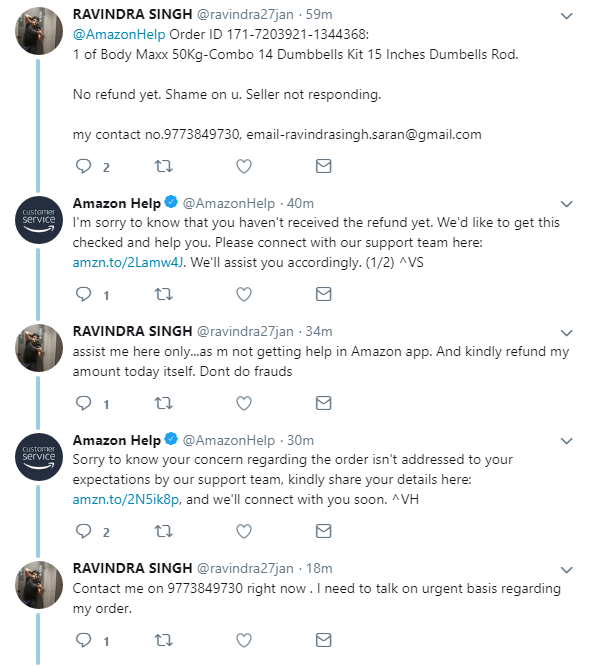 RAVINDRA SINGH @ravindra27jan · 59m
@AmazonHelp Order ID 171-7203921-1344368:
1 of Body Maxx 50Kg-Combo 14 Dumbbells Kit 15 Inches Dumbells Rod.
No refund yet. Shame on u. Seller not responding.
my contact no.9773849730, email-ravindrasingh.saran@gmail.com
2
customer
service
Amazon Help @AmazonHelp · 40m
I'm sorry to know that you haven't received the refund yet. We'd like to get this
checked and help you. Please connect with our support team here:
amzn.to/2Lamw4J. We'll assist you accordingly. (1/2) ^VS
1
RAVINDRA SINGH @ravindra27jan · 34m
assist me here only...as m not getting help in Amazon app. And kindly refund my
amount today itself. Dont do frauds
1
customer
service
Amazon Help @AmazonHelp · 30m
Sorry to know your concern regarding the order isn't addressed to your
expectations by our support team, kindly share your details here:
amzn.to/2N5ik8p, and we'll connect with you soon. ^VH
2
RAVINDRA SINGH @ravindra27jan · 18m
Contact me on 9773849730 right now . I need to talk on urgent basis regarding
my order.
1